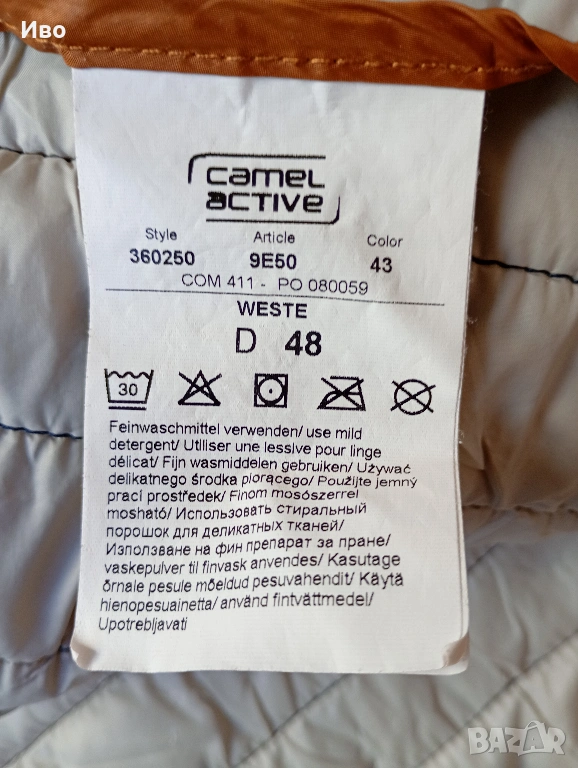 Иво
camel
active
Style Article Color
360250 9E50 43
COM 411 - PO 080059
WESTE
D 48
30
Feinwaschmittel verwenden/ use mild
detergent/ Utiliser une lessive pour linge
délicat/ Fijn wasmiddelen gebruiken/ Używać
delikatnego środka piorącego/ Použijte jemný
prací prostředek/ Finom mosószerrel
mosható/ Использовать стиральный
порошок для деликатных тканей/
Използване на фин препарат за пране/
vaskepulver til finvask anvendes/ Kasutage
õrnale pesule mõeldud pesuvahendit/ Käytä
hienopesuainetta/ använd fintvättmedel/
Upotrebljavati
BAZAR